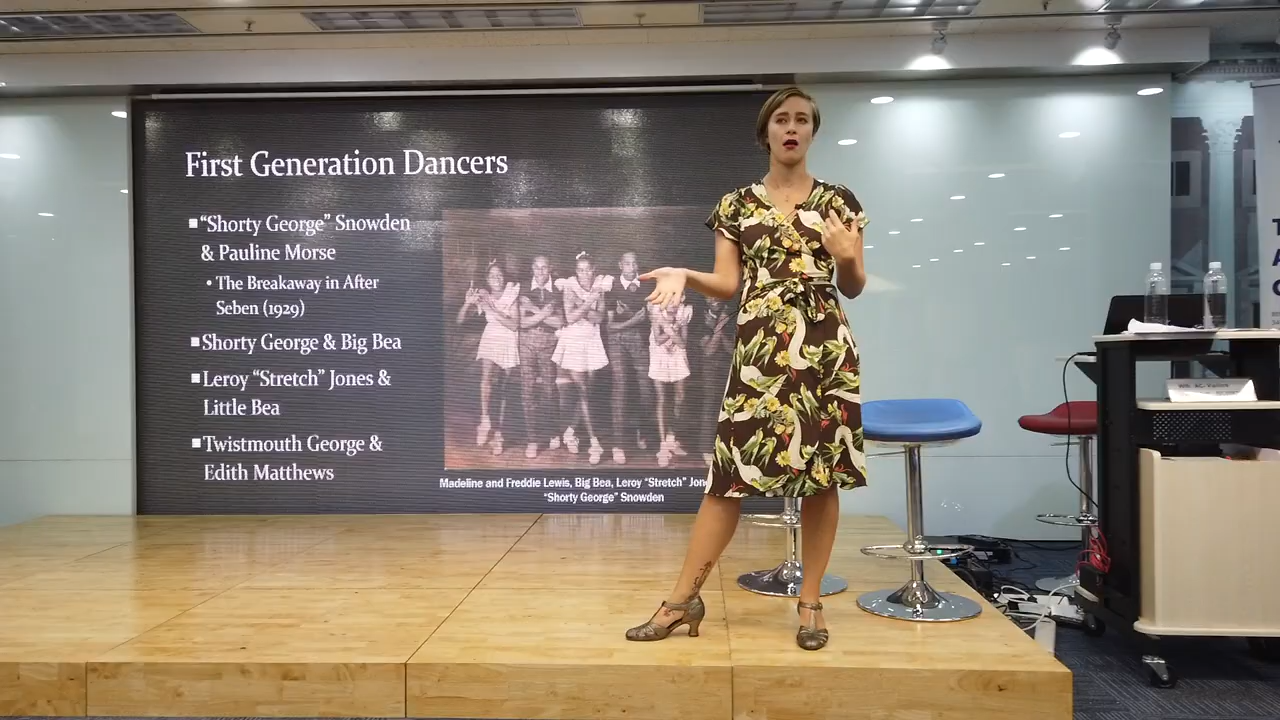 First Generation Dancers
"Shorty George" Snowden
& Pauline Morse
• The Breakaway in After
Seben (1929)
Shorty George & Big Bea
Leroy "Stretch" Jones &
Little Bea
Twistmouth George &
Edith Matthews
Madeline and Freddie Lewis, Big Bea, Leroy "Stretch"
"Shorty George" Snowden